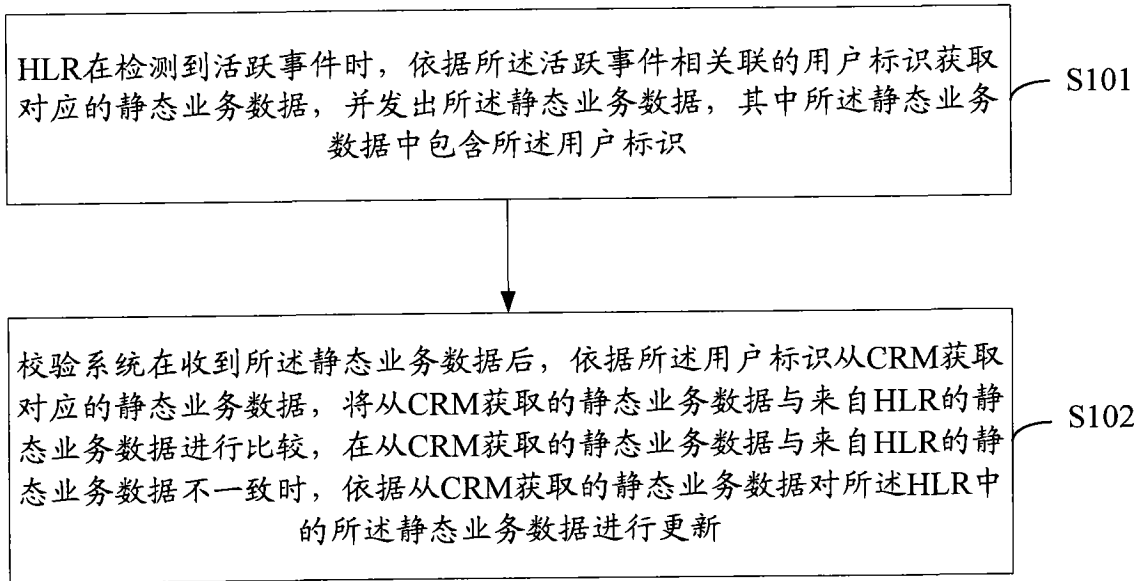 HLR在检测到活跃事件时，依据所述活跃事件相关联的用户标识获取
对应的静态业务数据，并发出所述静态业务数据，其中所述静态业务
数据中包含所述用户标识
S101
校验系统在收到所述静态业务数据后，依据所述用户标识从CRM获取
对应的静态业务数据，将从CRM获取的静态业务数据与来自HLR的静
态业务数据进行比较，在从CRM获取的静态业务数据与来自HLR的静
态业务数据不一致时，依据从CRM获取的静态业务数据对所述HLR中
的所述静态业务数据进行更新
S102